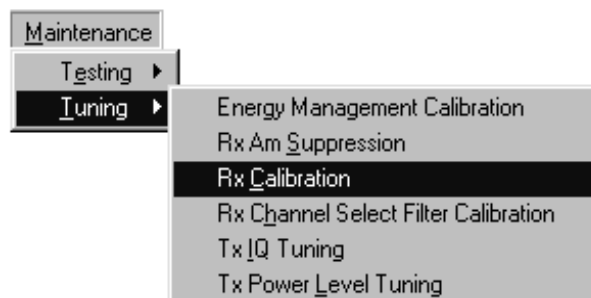 Maintenance
Testing
Tuning
Energy Management Calibration
Rx Am Suppression
Rx Calibration
Rx Channel Select Filter Calibration
Tx IQ Tuning
Tx Power Level Tuning